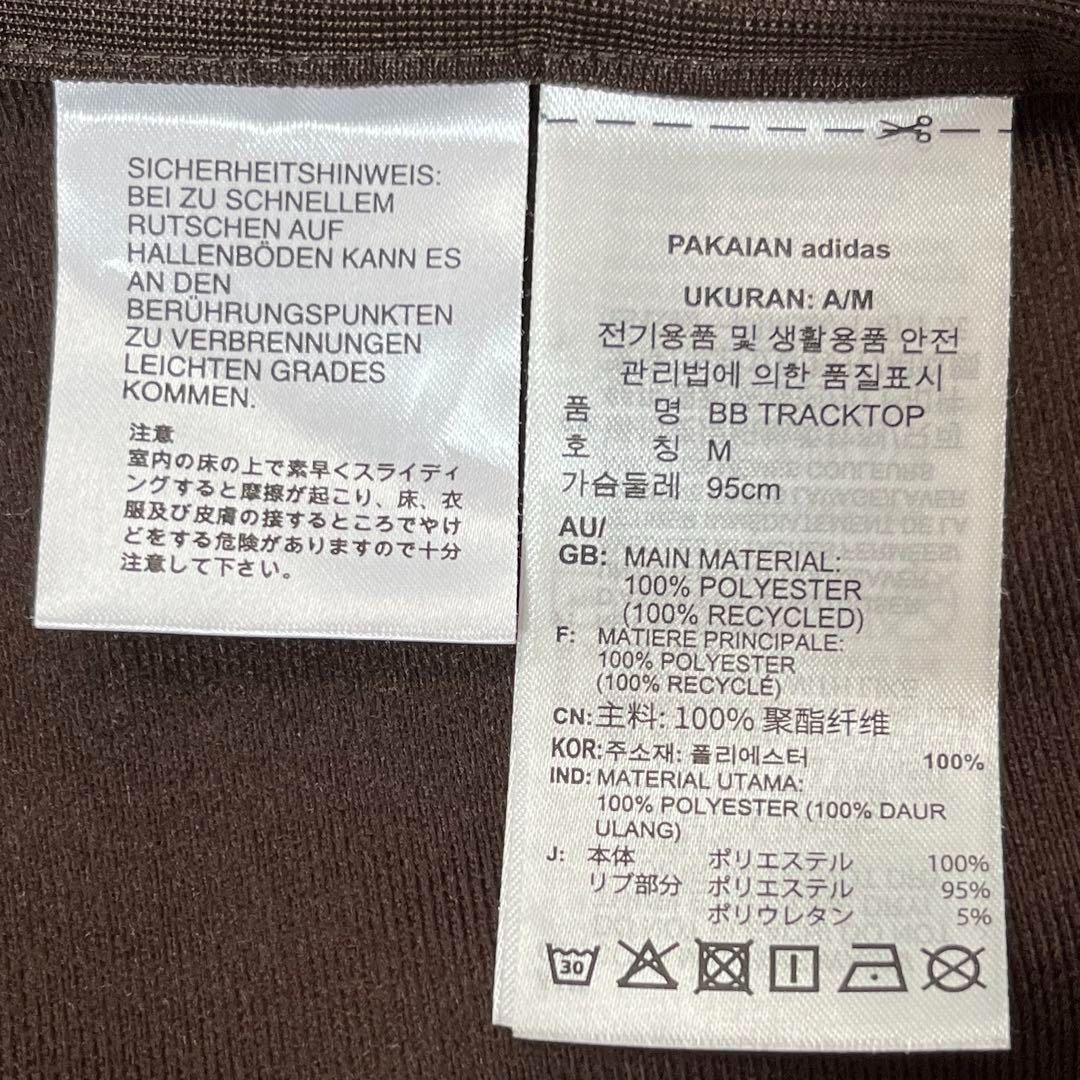 SICHERHEITSHINWEIS:
BEI ZU SCHNELLEM
RUTSCHEN AUF
HALLENBÖDEN KANN ES
AN DEN
BERÜHRUNGSPUNKTEN
ZU VERBRENNUNGEN
LEICHTEN GRADES
KOMMEN.
注意
室内の床の上で素早くスライディ
ングすると摩擦が起こり、床、衣
服及び皮膚の接するところでやけ
どをする危険がありますので十分
注意して下さい。
PAKAIAN adidas
UKURAN: A/M
전기용품 및 생활용품 안전
관리법에 의한 품질표시
품 명 BB TRACKTOP
호 칭 M
가슴둘레 95cm
AU/
GB: MAIN MATERIAL:
100% POLYESTER
(100% RECYCLED)
F: MATIERE PRINCIPALE:
100% POLYESTER
(100% RECYCLÉ)
CN: 主料: 100% 聚酯纤维
KOR: 주소재: 폴리에스터 100%
IND: MATERIAL UTAMA:
100% POLYESTER (100% DAUR
ULANG)
J: 本体 ポリエステル 100%
リブ部分 ポリエステル 95%
ポリウレタン 5%
30